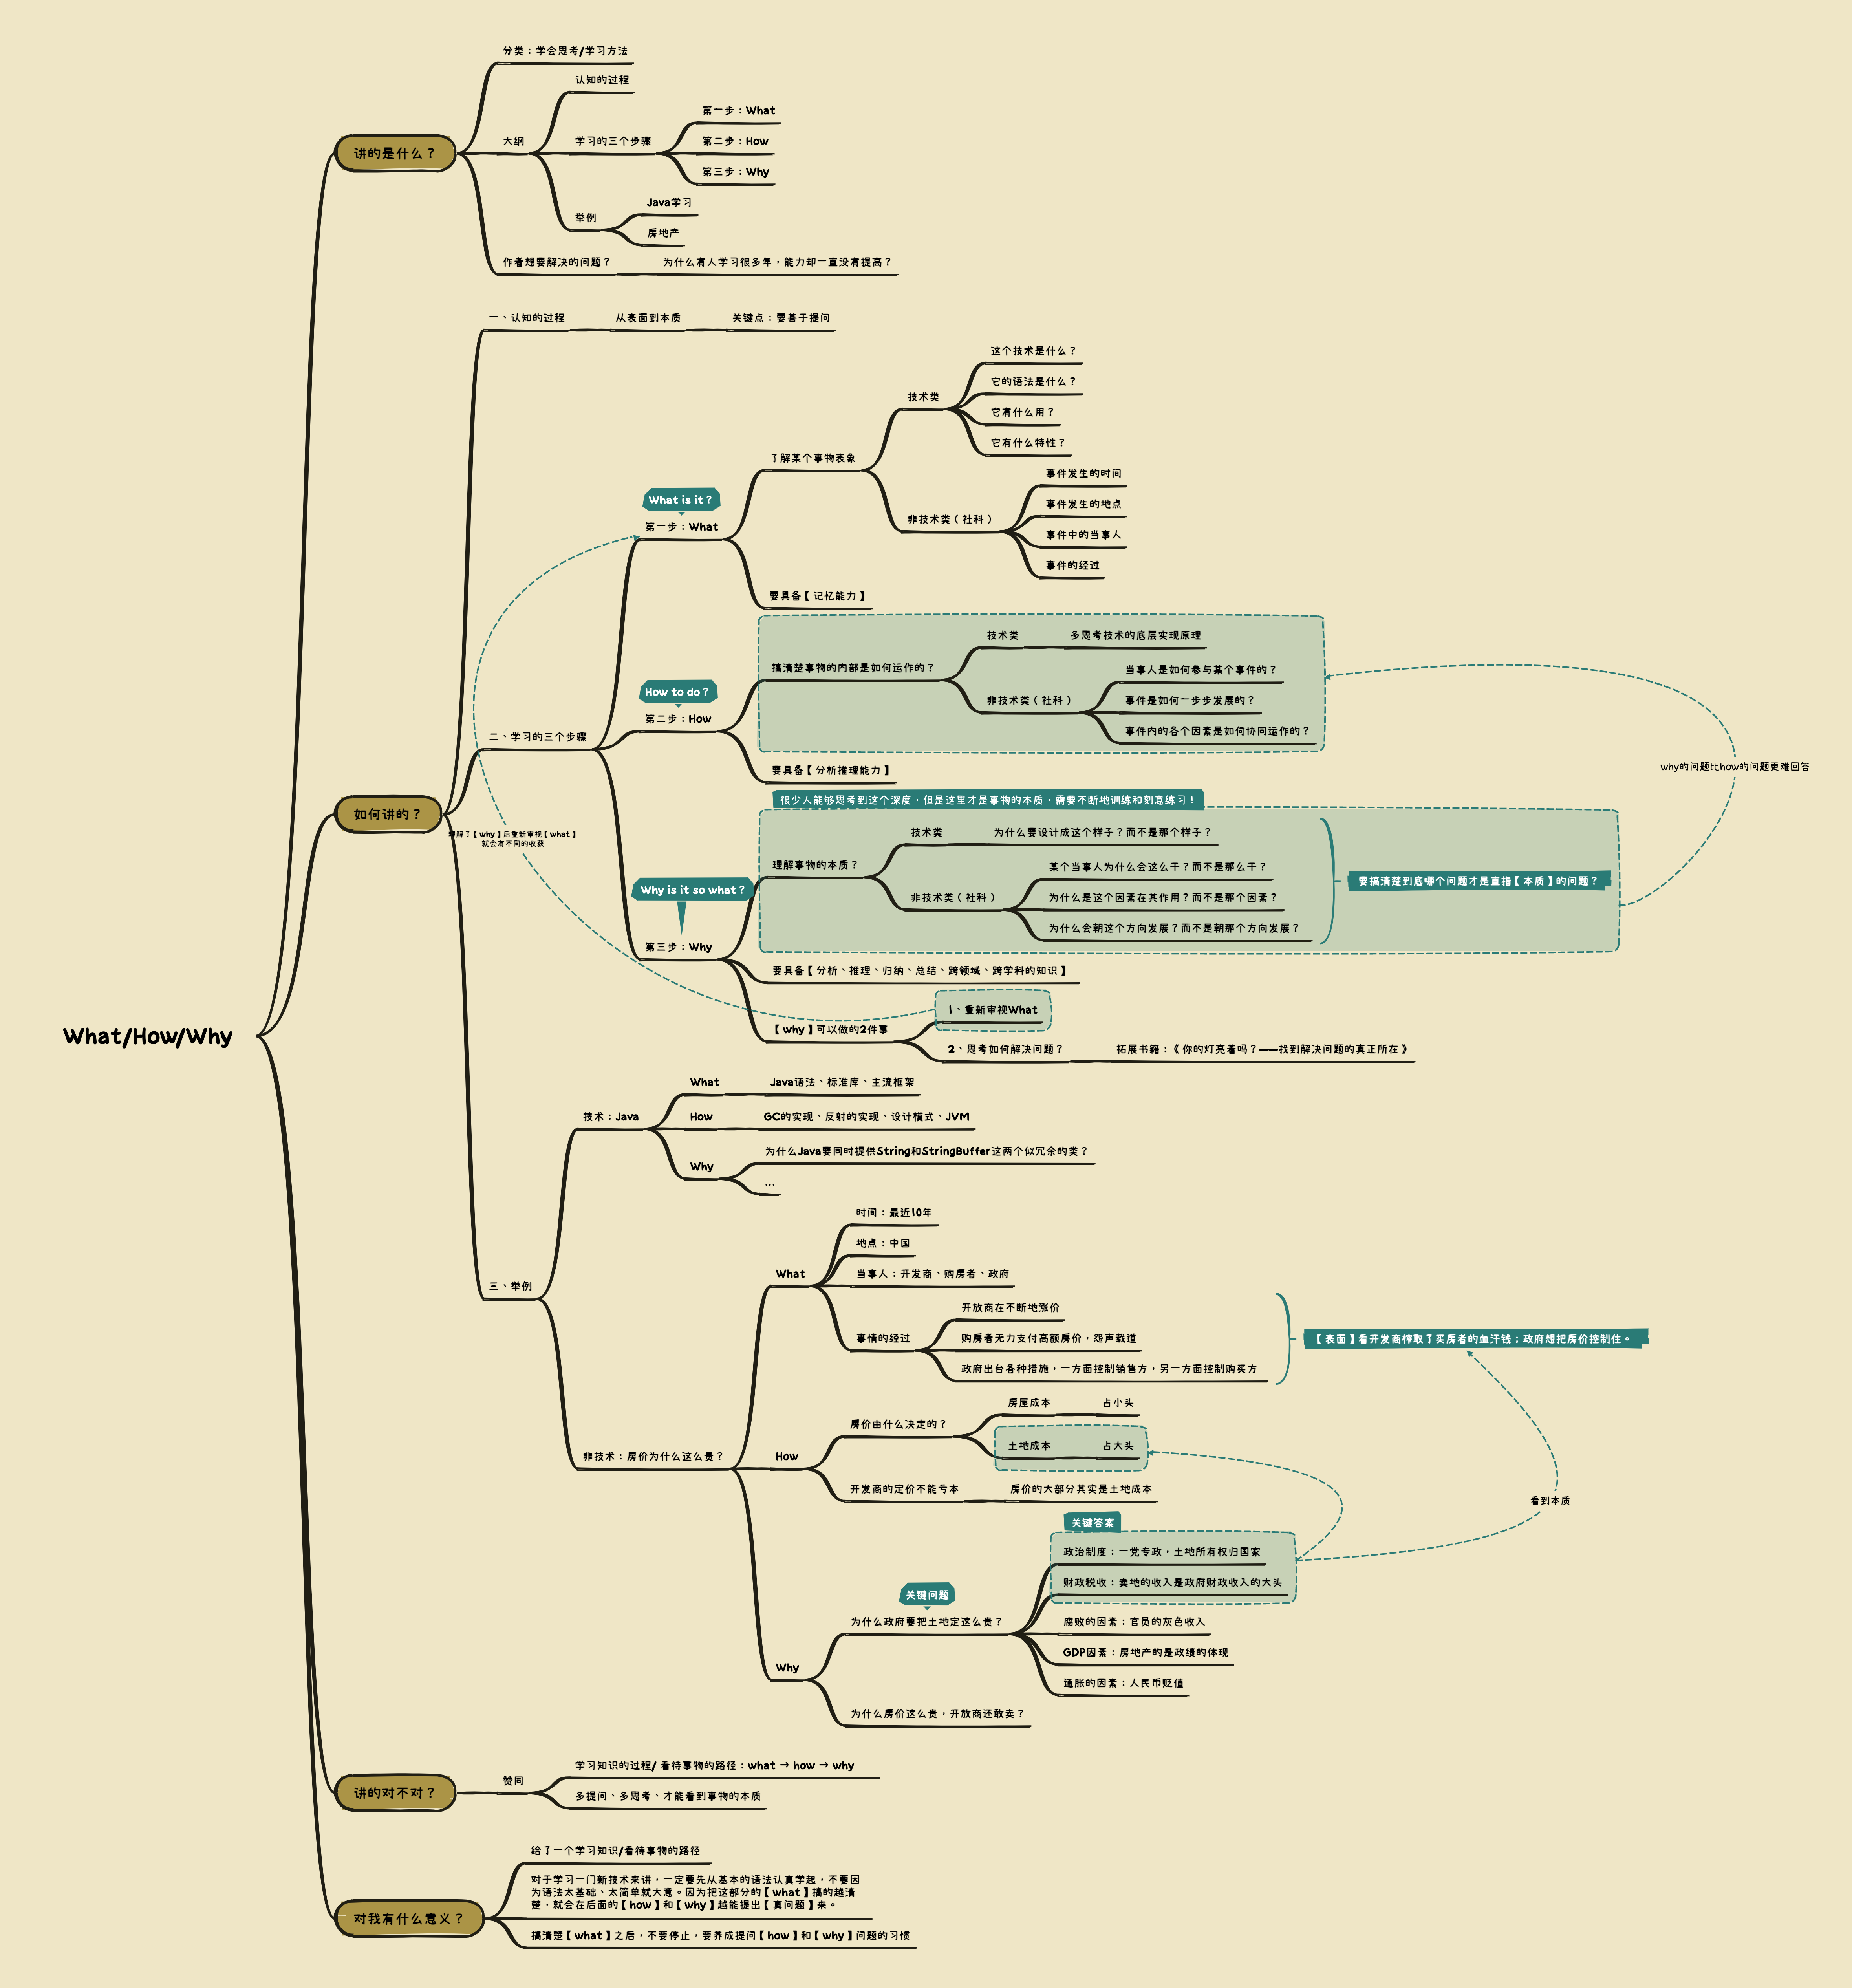 What/How/Why
讲的是什么？
分类：学会思考/学习方法
大纲
认知的过程
学习的三个步骤
第一步：What
第二步：How
第三步：Why
举例
Java学习
房地产
作者想要解决的问题？
为什么有人学习很多年，能力却一直没有提高？
如何讲的？
一、认知的过程
从表面到本质
关键点：要善于提问
二、学习的三个步骤
What is it？
第一步：What
了解某个事物表象
技术类
这个技术是什么？
它的语法是什么？
它有什么用？
它有什么特性？
非技术类（社科）
事件发生的时间
事件发生的地点
事件中的当事人
事件的经过
要具备【记忆能力】
How to do？
第二步：How
搞清楚事物的内部是如何运作的？
技术类
多思考技术的底层实现原理
非技术类（社科）
当事人是如何参与某个事件的？
事件是如何一步步发展的？
事件内的各个因素是如何协同运作的？
要具备【分析推理能力】
why的问题比how的问题更难回答
很少人能够思考到这个深度，但是这里才是事物的本质，需要不断地训练和刻意练习！
Why is it so what？
第三步：Why
理解事物的本质？
技术类
为什么要设计成这个样子？而不是那个样子？
非技术类（社科）
某个当事人为什么会这么干？而不是那么干？
为什么是这个因素在其作用？而不是那个因素？
为什么会朝这个方向发展？而不是朝那个方向发展？
要搞清楚到底哪个问题才是直指【本质】的问题？
要具备【分析、推理、归纳、总结、跨领域、跨学科的知识】
【why】可以做的2件事
1、重新审视What
2、思考如何解决问题？
拓展书籍：《你的灯亮着吗？——找到解决问题的真正所在》
理解了【why】后重新审视【what】
就会有不同的收获
三、举例
技术：Java
What
Java语法、标准库、主流框架
How
GC的实现、反射的实现、设计模式、JVM
Why
为什么Java要同时提供String和StringBuffer这两个似冗余的类？
...
非技术：房价为什么这么贵？
What
时间：最近10年
地点：中国
当事人：开发商、购房者、政府
事情的经过
开放商在不断地涨价
购房者无力支付高额房价，怨声载道
政府出台各种措施，一方面控制销售方，另一方面控制购买方
【表面】看开发商榨取了买房者的血汗钱；政府想把房价控制住。
How
房价由什么决定的？
房屋成本
占小头
土地成本
占大头
开发商的定价不能亏本
房价的大部分其实是土地成本
看到本质
Why
关键问题
为什么政府要把土地定这么贵？
关键答案
政治制度：一党专政，土地所有权归国家
财政税收：卖地的收入是政府财政收入的大头
腐败的因素：官员的灰色收入
GDP因素：房地产的是政绩的体现
通胀的因素：人民币贬值
为什么房价这么贵，开放商还敢卖？
讲的对不对？
赞同
学习知识的过程/ 看待事物的路径：what → how → why
多提问、多思考、才能看到事物的本质
对我有什么意义？
给了一个学习知识/看待事物的路径
对于学习一门新技术来讲，一定要先从基本的语法认真学起，不要因
为语法太基础、太简单就大意。因为把这部分的【what】搞的越清
楚，就会在后面的【how】和【why】越能提出【真问题】来。
搞清楚【what】之后，不要停止，要养成提问【how】和【why】问题的习惯